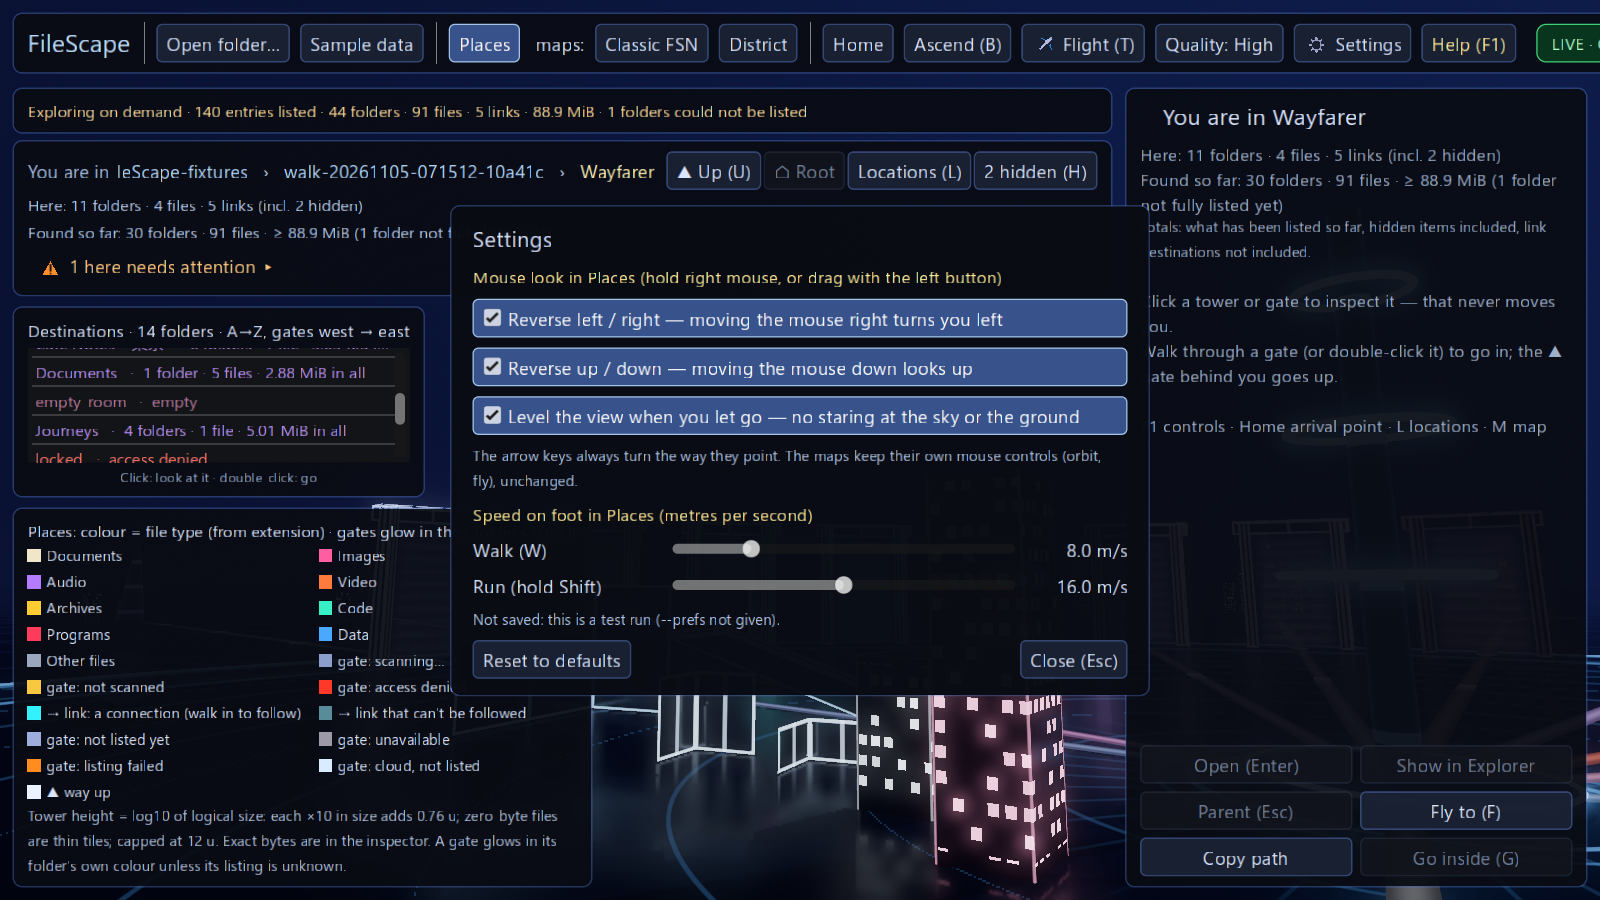 FileScape
Open folder...
Sample data
Places
maps:
Classic FSN
District
Home
Ascend (B)
Flight (T)
Quality: High
Settings
Help (F1)
LIVE ·
Exploring on demand · 140 entries listed · 44 folders · 91 files · 5 links · 88.9 MiB · 1 folders could not be listed
You are in leScape-fixtures › walk-20261105-071512-10a41c › Wayfarer
▲ Up (U)
Root
Locations (L)
2 hidden (H)
Here: 11 folders · 4 files · 5 links (incl. 2 hidden)
Found so far: 30 folders · 91 files · ≥ 88.9 MiB (1 folder not f
1 here needs attention ▸
Destinations · 14 folders · A→Z, gates west → east
Documents · 1 folder · 5 files · 2.88 MiB in all
empty room · empty
Journeys · 4 folders · 1 file · 5.01 MiB in all
locked · access denied
Click: look at it · double click: go
Places: colour = file type (from extension) · gates glow in th
Documents
Images
Audio
Video
Archives
Code
Programs
Data
Other files
gate: scanning...
gate: not scanned
gate: access deni
→ link: a connection (walk in to follow)
→ link that can't be followed
gate: not listed yet
gate: unavailable
gate: listing failed
gate: cloud, not listed
▲ way up
Tower height = log10 of logical size: each ×10 in size adds 0.76 u; zero byte files
are thin tiles; capped at 12 u. Exact bytes are in the inspector. A gate glows in its
folder's own colour unless its listing is unknown.
Settings
Mouse look in Places (hold right mouse, or drag with the left button)
Reverse left / right — moving the mouse right turns you left
Reverse up / down — moving the mouse down looks up
Level the view when you let go — no staring at the sky or the ground
The arrow keys always turn the way they point. The maps keep their own mouse controls (orbit,
fly), unchanged.
Speed on foot in Places (metres per second)
Walk (W)
8.0 m/s
Run (hold Shift)
16.0 m/s
Not saved: this is a test run (--prefs not given).
Reset to defaults
Close (Esc)
You are in Wayfarer
Here: 11 folders · 4 files · 5 links (incl. 2 hidden)
Found so far: 30 folders · 91 files · ≥ 88.9 MiB (1 folder
not fully listed yet)
otals: what has been listed so far, hidden items included, link
estinations not included.
lick a tower or gate to inspect it — that never moves
ou.
Walk through a gate (or double-click it) to go in; the ▲
ate behind you goes up.
1 controls · Home arrival point · L locations · M map
Open (Enter)
Show in Explorer
Parent (Esc)
Fly to (F)
Copy path
Go inside (G)